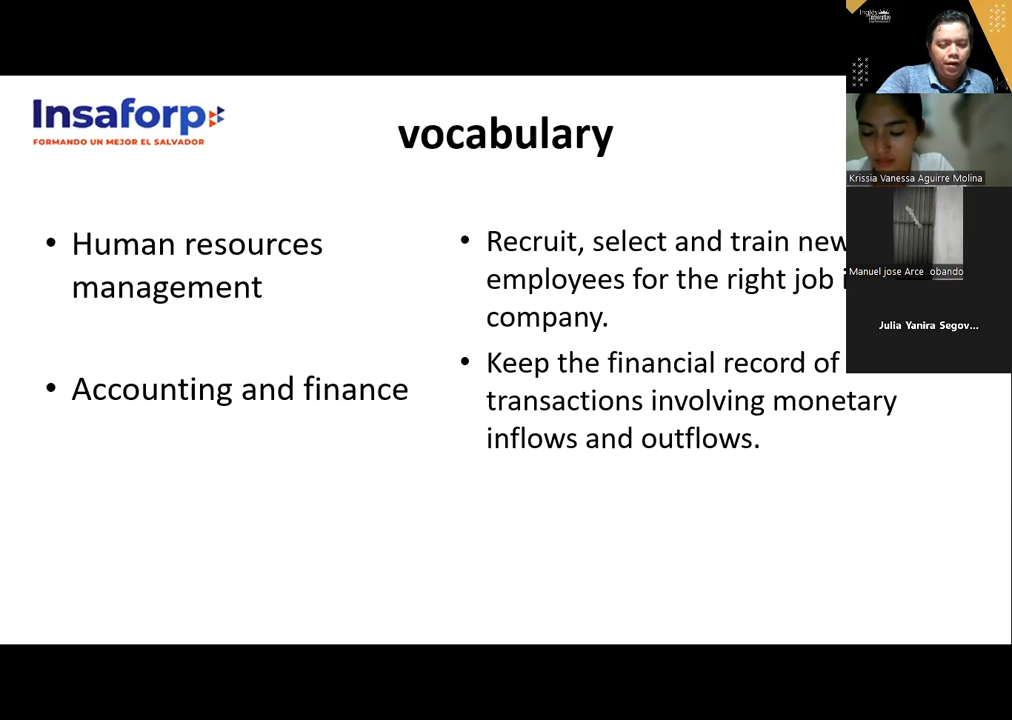 Insaforp
FORMANDO UN MEJOR EL SALVADOR
vocabulary
• Human resources
management
• Accounting and finance
• Recruit, select and train new
employees for the right job
company.
• Keep the financial record of
transactions involving monetary
inflows and outflows.
Inglés
Krissia Vanessa Aguirre Molina
Manuel jose Arce obando
Julia Yanira Segov...